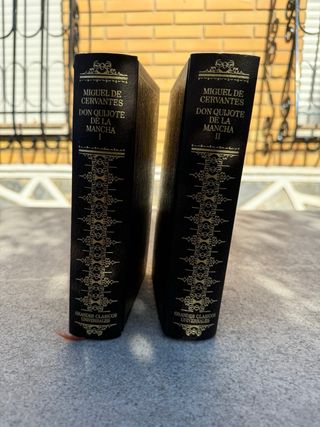 MIGUEL DE
CERVANTES
DON QUIJOTE
DE LA
MANCHA
I
GRANDES CLASICOS
UNIVERSALES
MIGUEL DE
CERVANTES
DON QUIJOTE
DE LA
MANCHA
II
GRANDES CLASICOS
UNIVERSALES